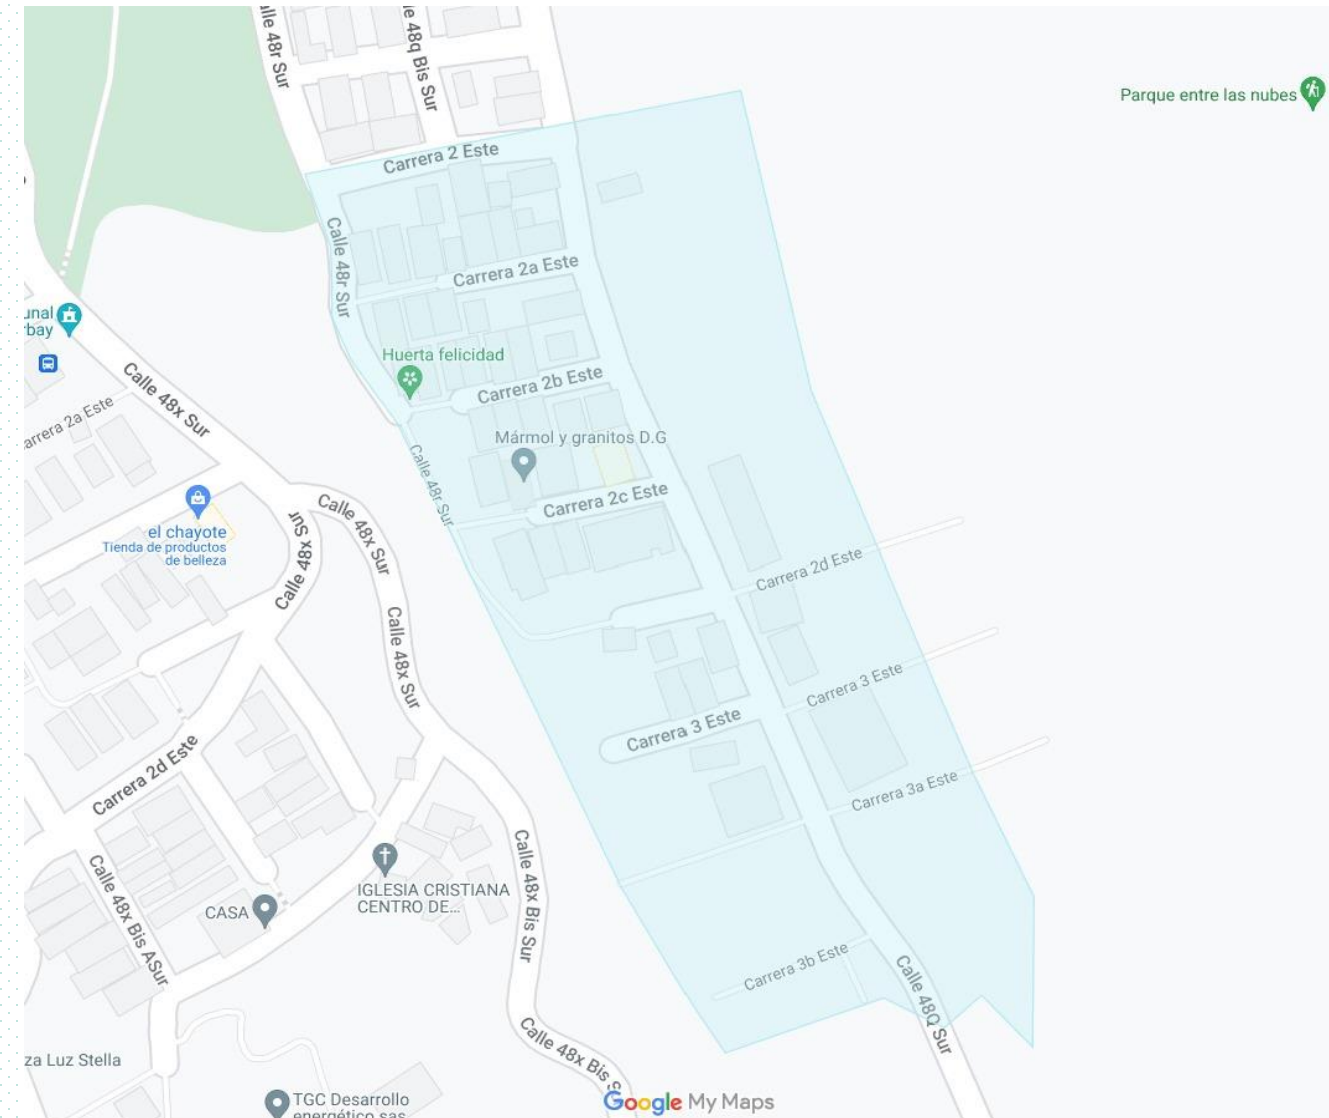 Calle 48r Sur
Calle 48q Bis Sur
Parque entre las nubes
Carrera 2 Este
Calle 48r Sur
Carrera 2a Este
unal
bay
Huerta felicidad
Calle 48x Sur
Carrera 2b Este
arrera 2a Este
Calle 48r Sur
Mármol y granitos D.G
Carrera 2c Este
Calle 48x Sur
el chayote
Tienda de productos
de belleza
Calle 48x Sur
Carrera 2d Este
Calle 48x Sur
Carrera 3 Este
Carrera 3 Este
Carrera 2d Este
Carrera 3a Este
Calle 48x Bis Sur
Calle 48x Bis ASur
IGLESIA CRISTIANA
CENTRO DE...
CASA
Carrera 3b Este
Calle 48Q Sur
Calle 48x Bis S
za Luz Stella
TGC Desarrollo
energético sas
Google My Maps